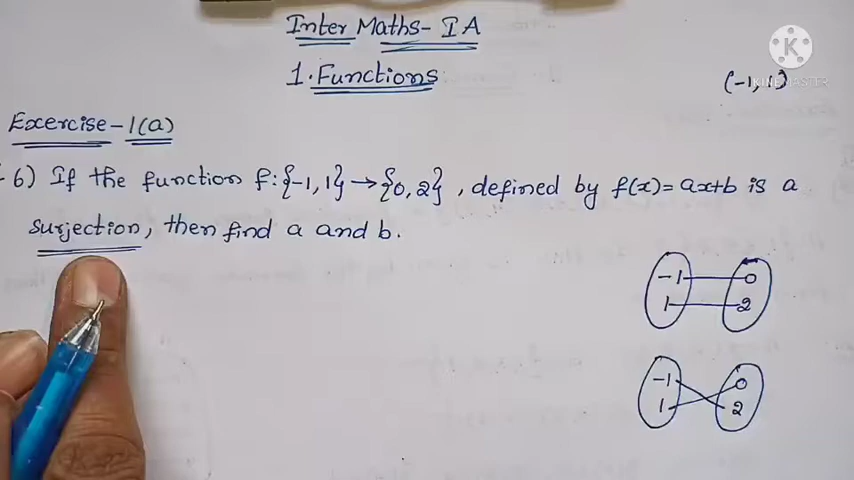 Inter Maths - I A
1. Functions
(-1, 1)
KINEMASTER
Exercise - 1(a)
6) If the function f: {-1, 1} → {0, 2}, defined by f(x) = ax+b is a
surjection, then find a and b.
-1 0
1 2
-1 0
1 2